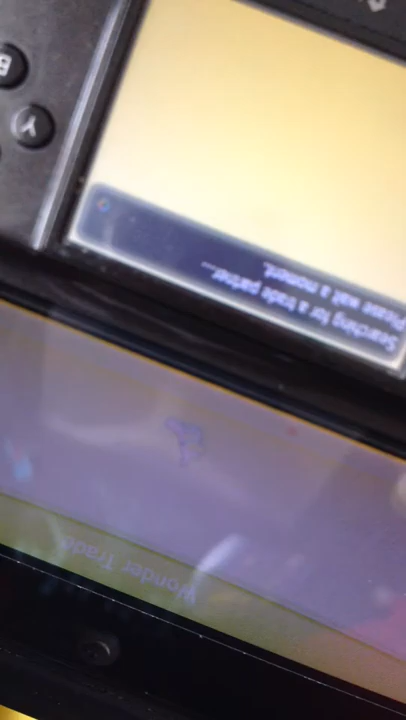 Wonder Trade
Searching for a trade partner...
Please wait a moment.
Y
B